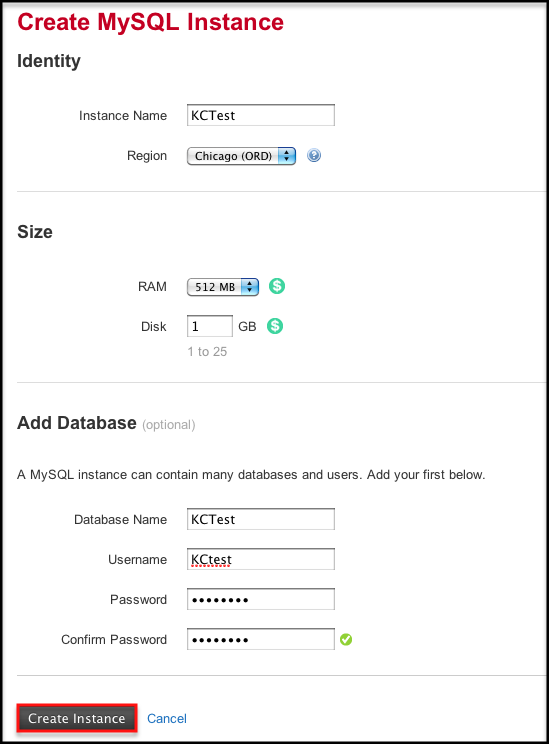 Create MySQL Instance
Identity
Instance Name KCTest
Region Chicago (ORD) ?
Size
RAM 512 MB $
Disk 1 GB $
1 to 25
Add Database (optional)
A MySQL instance can contain many databases and users. Add your first below.
Database Name KCTest
Username KCtest
Password ••••••••
Confirm Password ••••••••
Create Instance Cancel